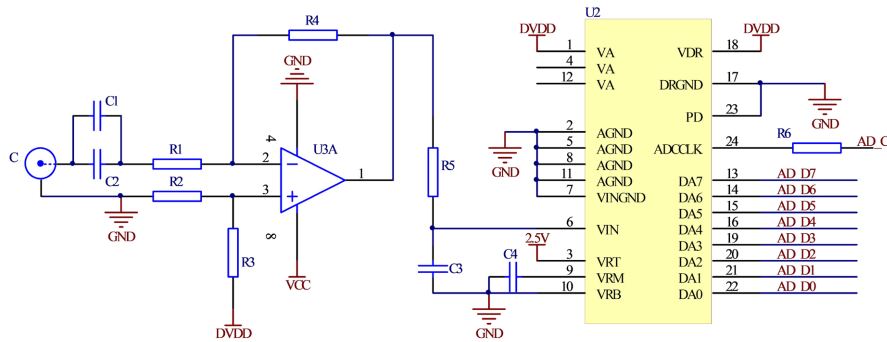 U2
R4
DVDD
DVDD
1 VA VDR 18
4 VA
GND
12 VA DRGND 17
C1
PD 23
GND
4
2 AGND
U3A
5 AGND ADCCLK 24 R6 AD_C
C
R1
2
8 AGND
C2
GND
R5
11 AGND DA7 13 AD_D7
R2
3
1
7 VINGND DA6 14 AD_D6
DA5 15 AD_D5
GND
8
6 VIN DA4 16 AD_D4
2.5V
DA3 19 AD_D3
R3
C4
3 VRT DA2 20 AD_D2
C3
9 VRM DA1 21 AD_D1
VCC
10 VRB DA0 22 AD_D0
DVDD
GND